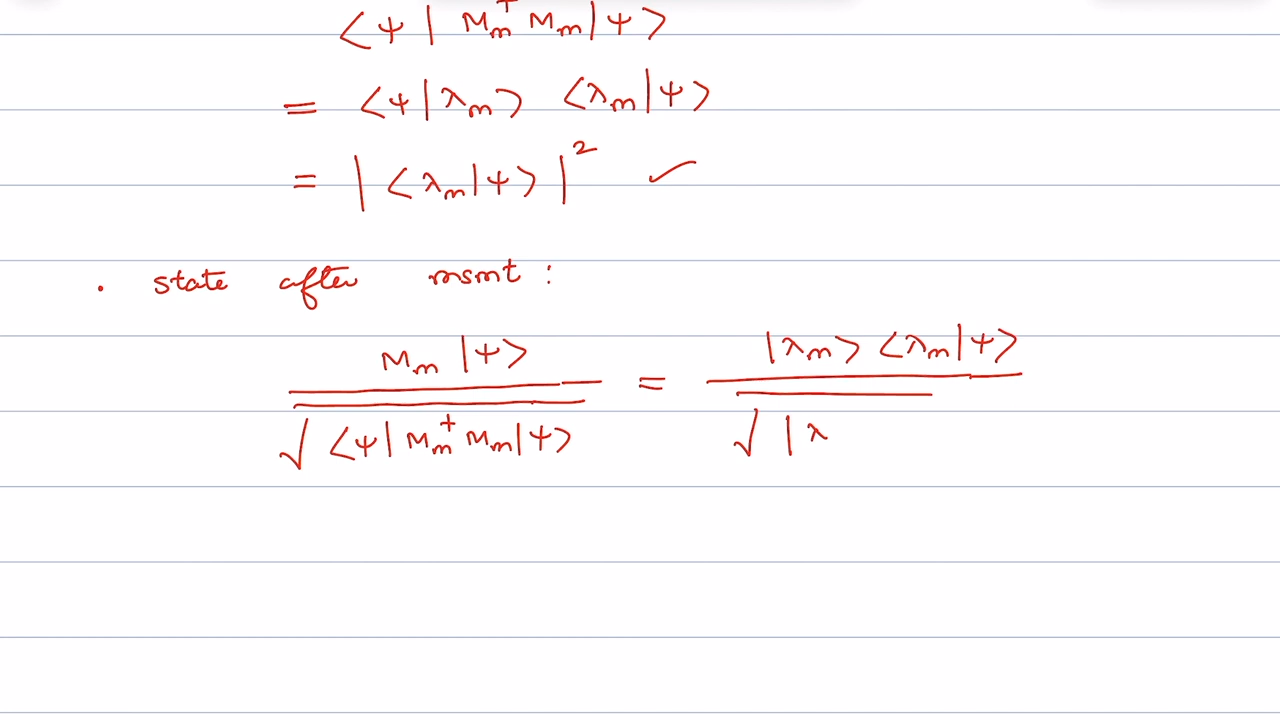 ⟨ψ| M_m^† M_m |ψ⟩
= ⟨ψ|λ_m⟩ ⟨λ_m|ψ⟩
= |⟨λ_m|ψ⟩|^2 ✓
. state after msmt :
M_m |ψ⟩ / √⟨ψ| M_m^† M_m |ψ⟩ = |λ_m⟩ ⟨λ_m|ψ⟩ / √|λ